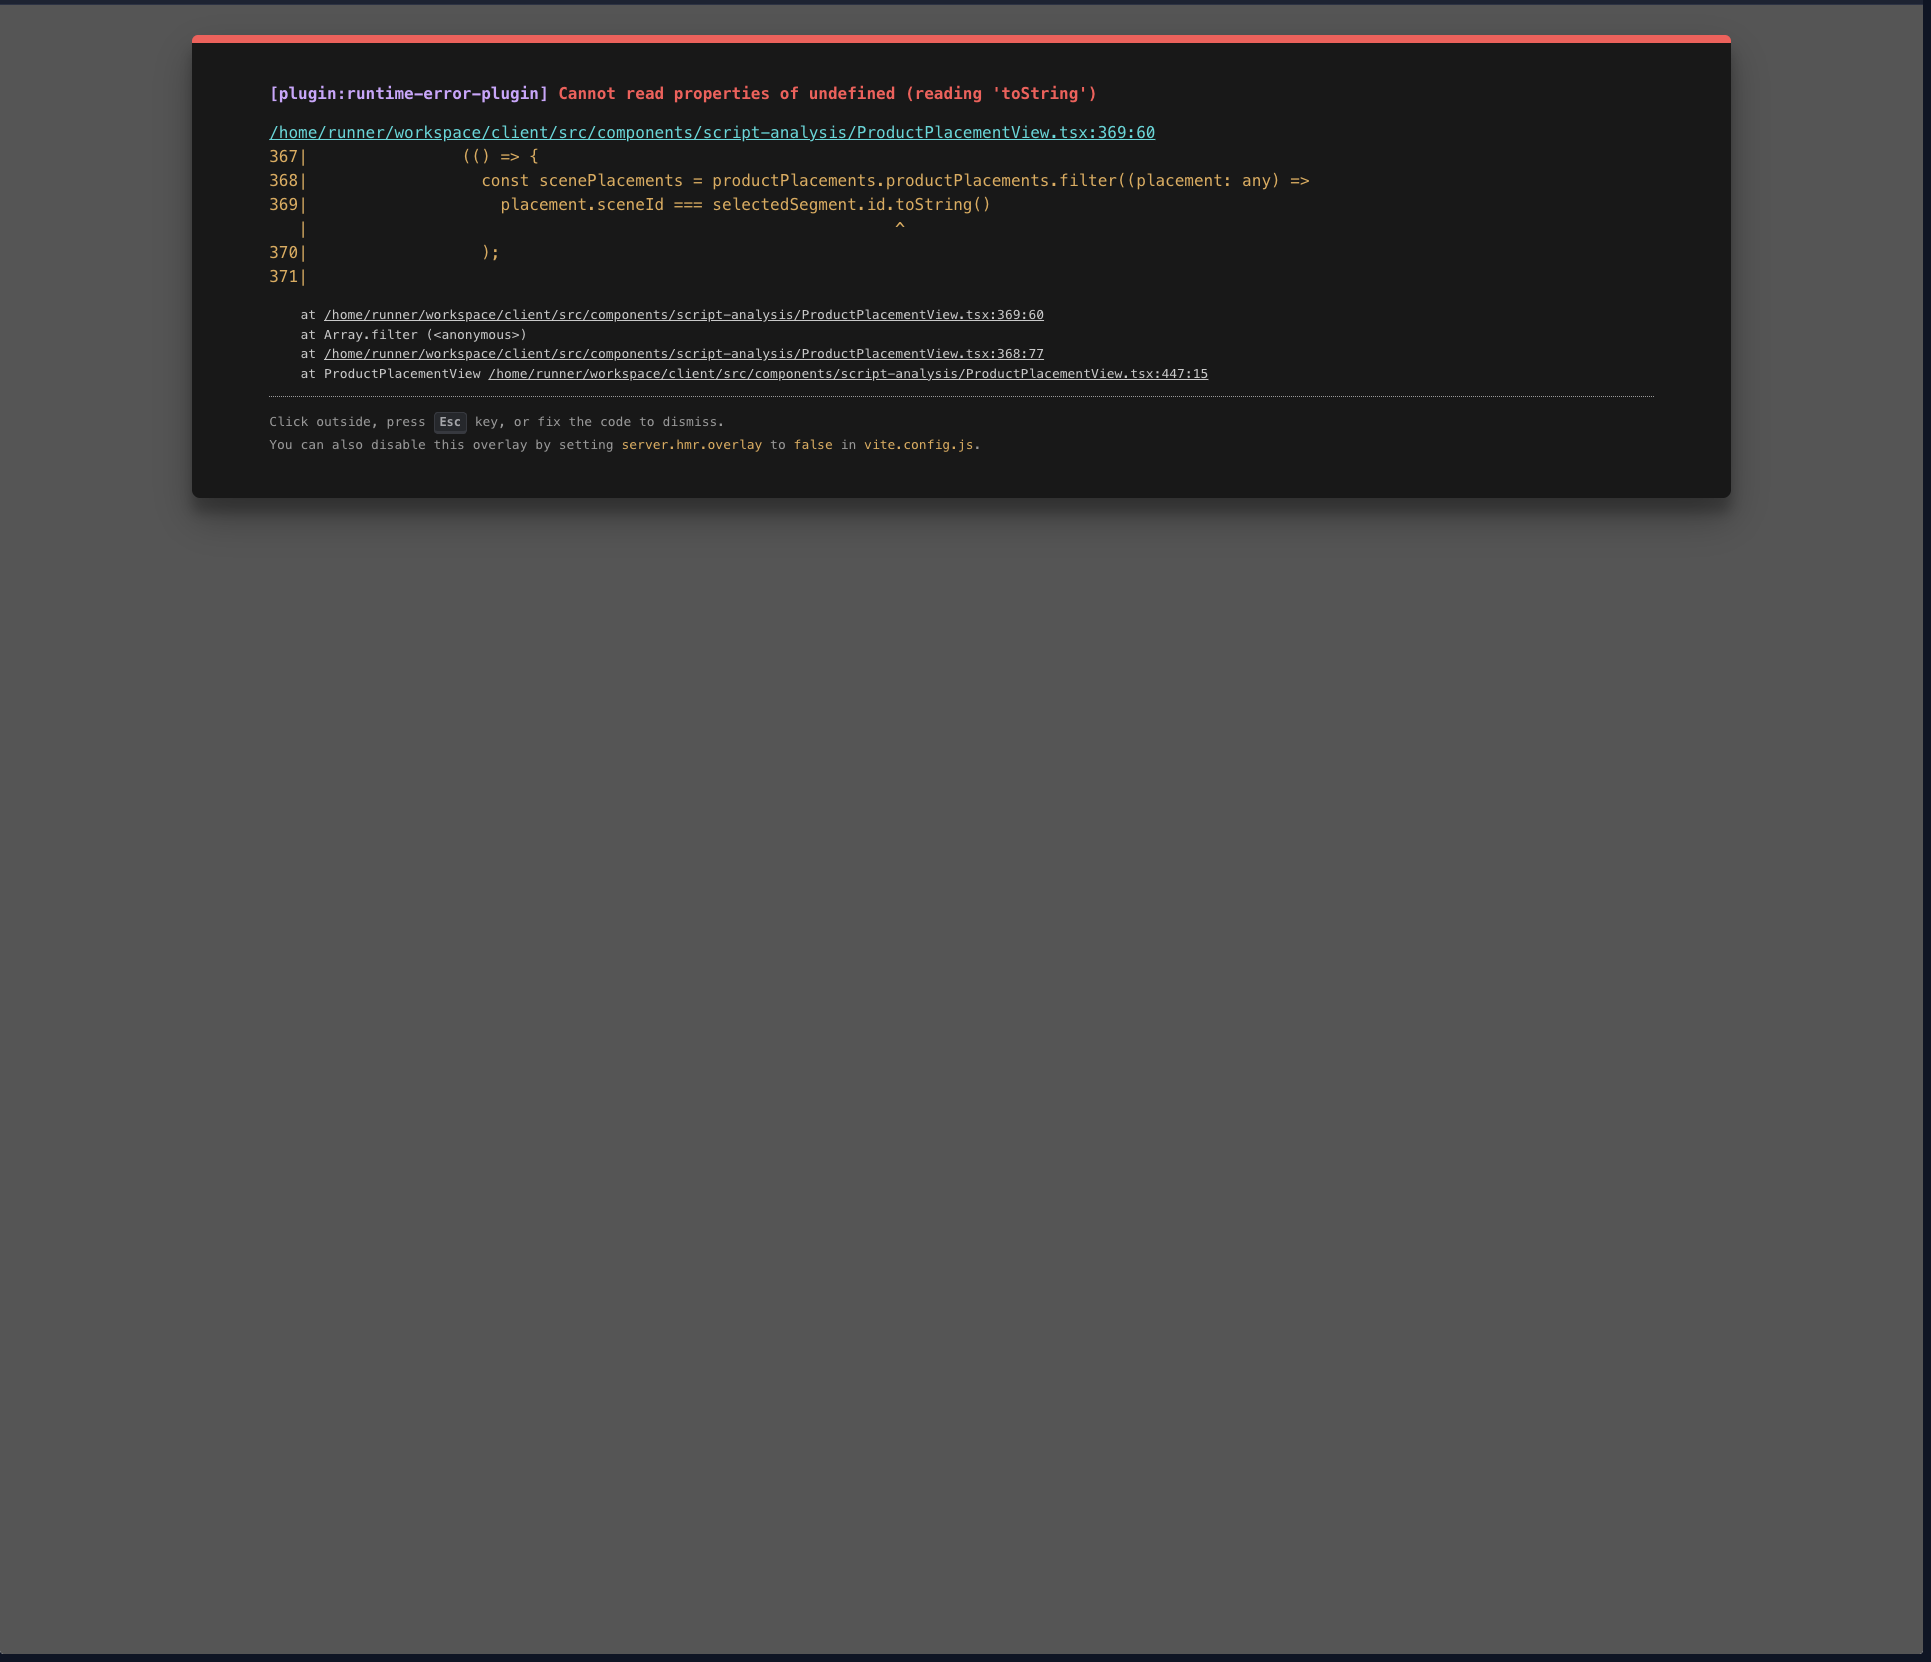 [plugin:runtime-error-plugin] Cannot read properties of undefined (reading 'toString')
/home/runner/workspace/client/src/components/script-analysis/ProductPlacementView.tsx:369:60
367|                (() => {
368|                  const scenePlacements = productPlacements.productPlacements.filter((placement: any) =>
369|                    placement.sceneId === selectedSegment.id.toString()
   |                                                             ^
370|                  );
371|
    at /home/runner/workspace/client/src/components/script-analysis/ProductPlacementView.tsx:369:60
    at Array.filter (<anonymous>)
    at /home/runner/workspace/client/src/components/script-analysis/ProductPlacementView.tsx:368:77
    at ProductPlacementView /home/runner/workspace/client/src/components/script-analysis/ProductPlacementView.tsx:447:15
Click outside, press Esc key, or fix the code to dismiss.
You can also disable this overlay by setting server.hmr.overlay to false in vite.config.js.